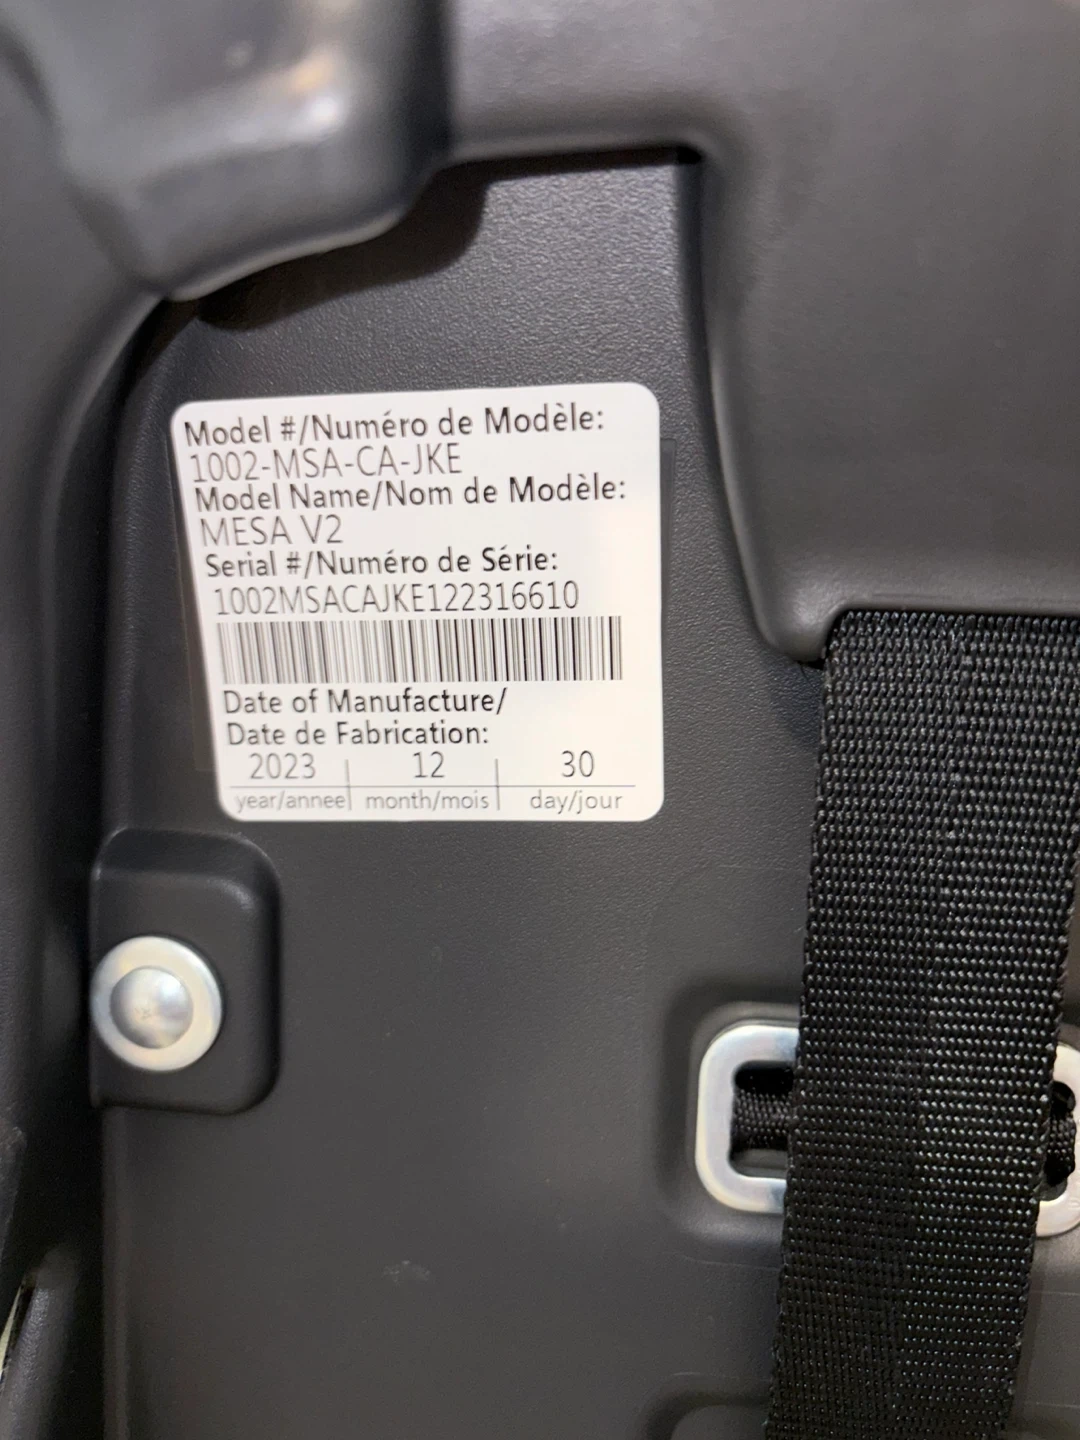 Model #/Numéro de Modèle:
1002-MSA-CA-JKE
Model Name/Nom de Modèle:
MESA V2
Serial #/Numéro de Série:
1002MSACAJKE122316610
Date of Manufacture/
Date de Fabrication:
2023 | 12 | 30
year/annee| month/mois | day/jour